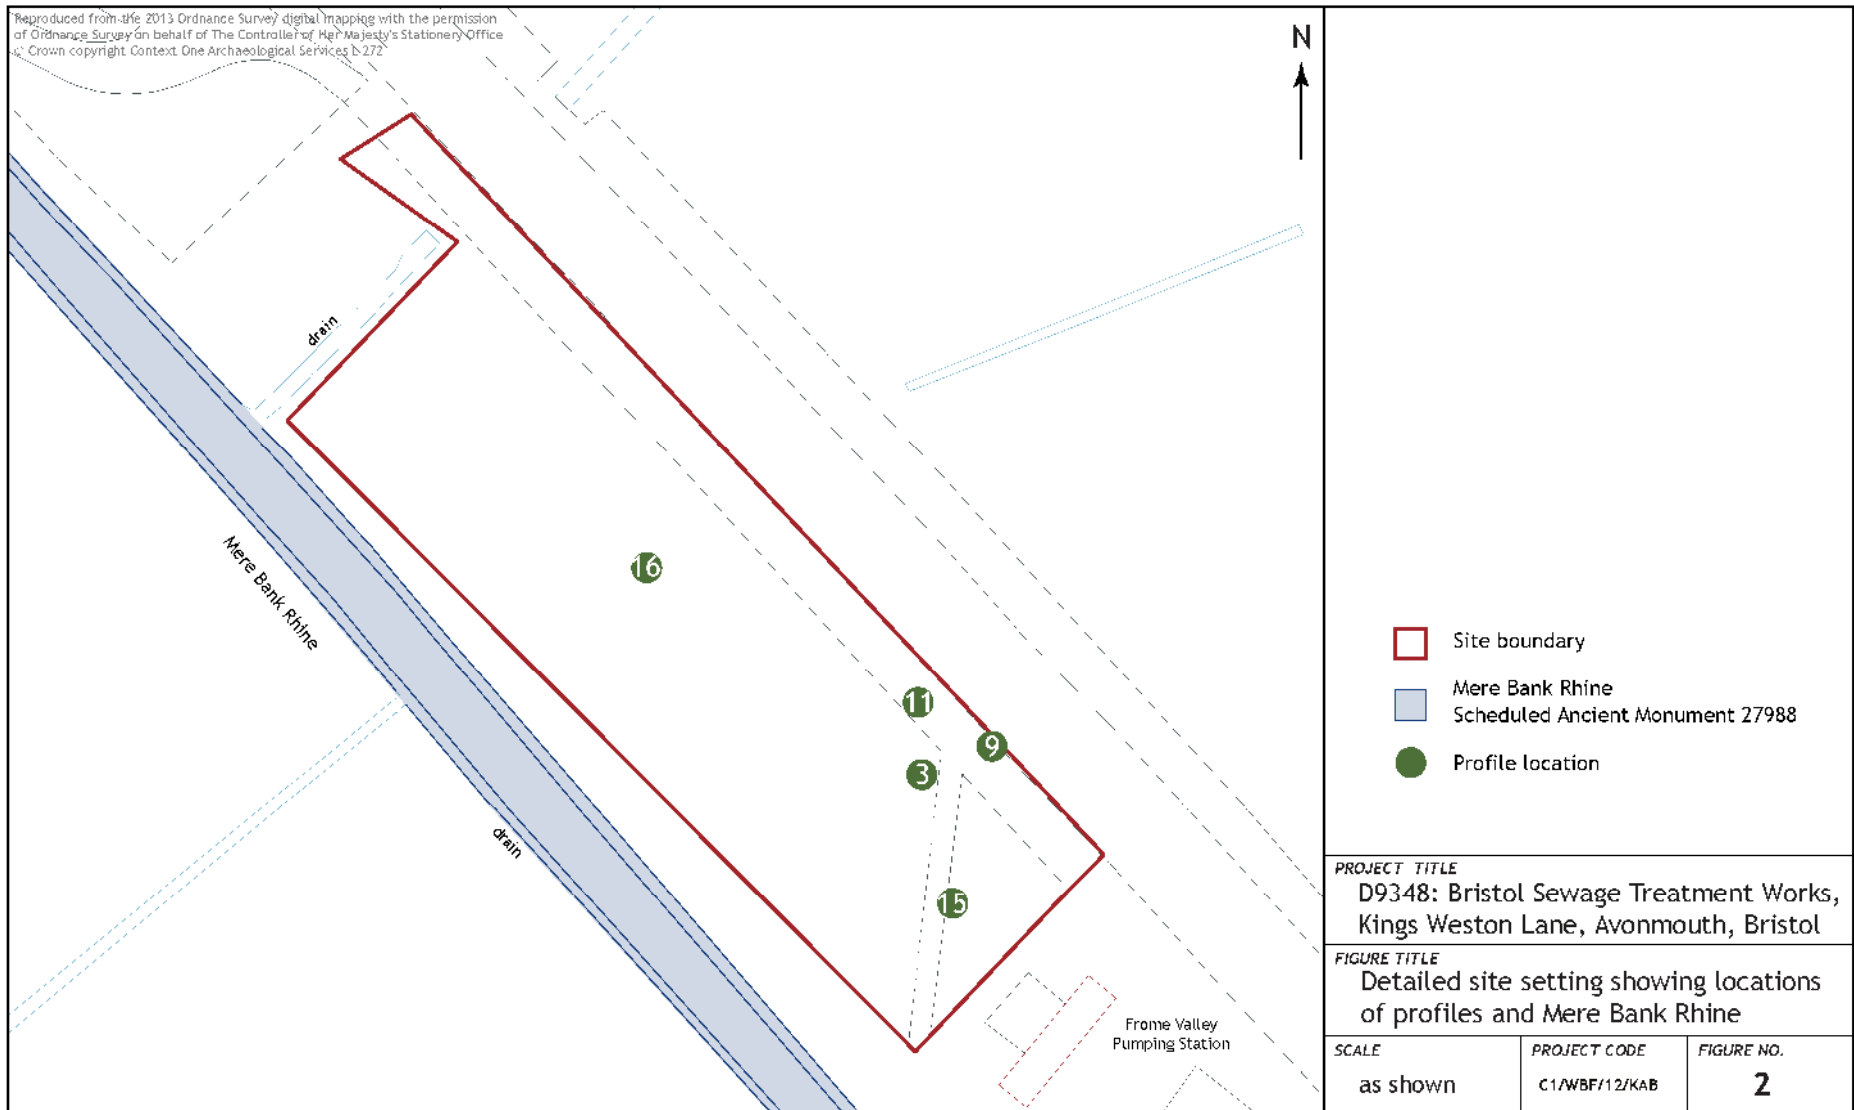 Reproduced from the 2013 Ordnance Survey digital mapping with the permission
of Ordnance Survey on behalf of The Controller of Her Majesty's Stationery Office
© Crown copyright Context One Archaeological Services L 272
N
drain
Mere Bank Rhine
16
11
9
3
drain
15
Frome Valley
Pumping Station
Site boundary
Mere Bank Rhine
Scheduled Ancient Monument 27988
Profile location
PROJECT TITLE
D9348: Bristol Sewage Treatment Works,
Kings Weston Lane, Avonmouth, Bristol
FIGURE TITLE
Detailed site setting showing locations
of profiles and Mere Bank Rhine
SCALE
as shown
PROJECT CODE
C1/WBF/12/KAB
FIGURE NO.
2